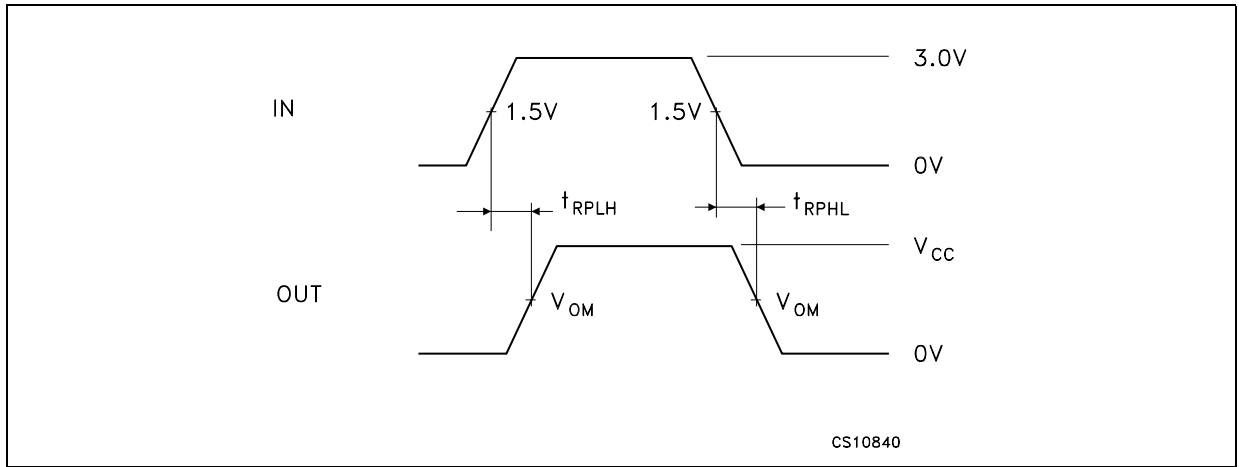 3.0V
IN
1.5V
1.5V
0V
tRPLH
tRPHL
VCC
OUT
VOM
VOM
0V
CS10840